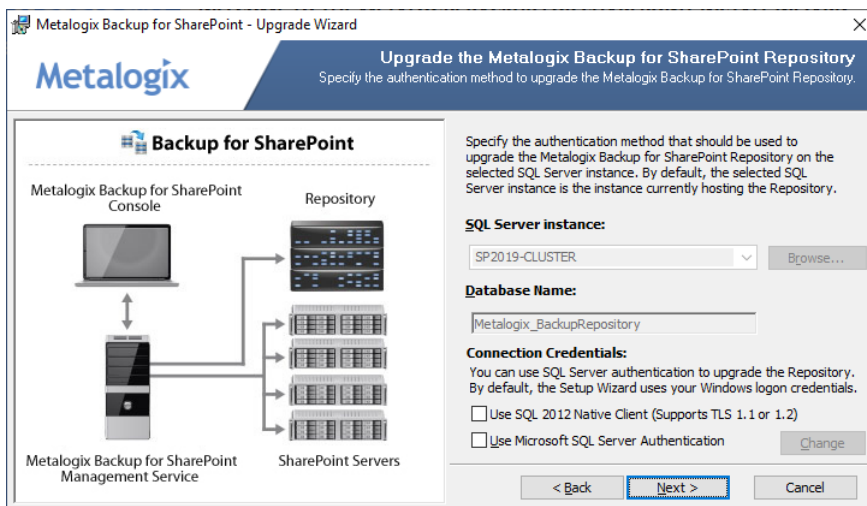 Metalogix Backup for SharePoint - Upgrade Wizard
Metalogix
Upgrade the Metalogix Backup for SharePoint Repository
Specify the authentication method to upgrade the Metalogix Backup for SharePoint Repository.
Backup for SharePoint
Metalogix Backup for SharePoint
Console
Repository
Metalogix Backup for SharePoint
Management Service
SharePoint Servers
Specify the authentication method that should be used to
upgrade the Metalogix Backup for SharePoint Repository on the
selected SQL Server instance. By default, the selected SQL
Server instance is the instance currently hosting the Repository.
SQL Server instance:
SP2019-CLUSTER
Browse...
Database Name:
Metalogix_BackupRepository
Connection Credentials:
You can use SQL Server authentication to upgrade the Repository.
By default, the Setup Wizard uses your Windows logon credentials.
Use SQL 2012 Native Client (Supports TLS 1.1 or 1.2)
Use Microsoft SQL Server Authentication
Change
< Back
Next >
Cancel